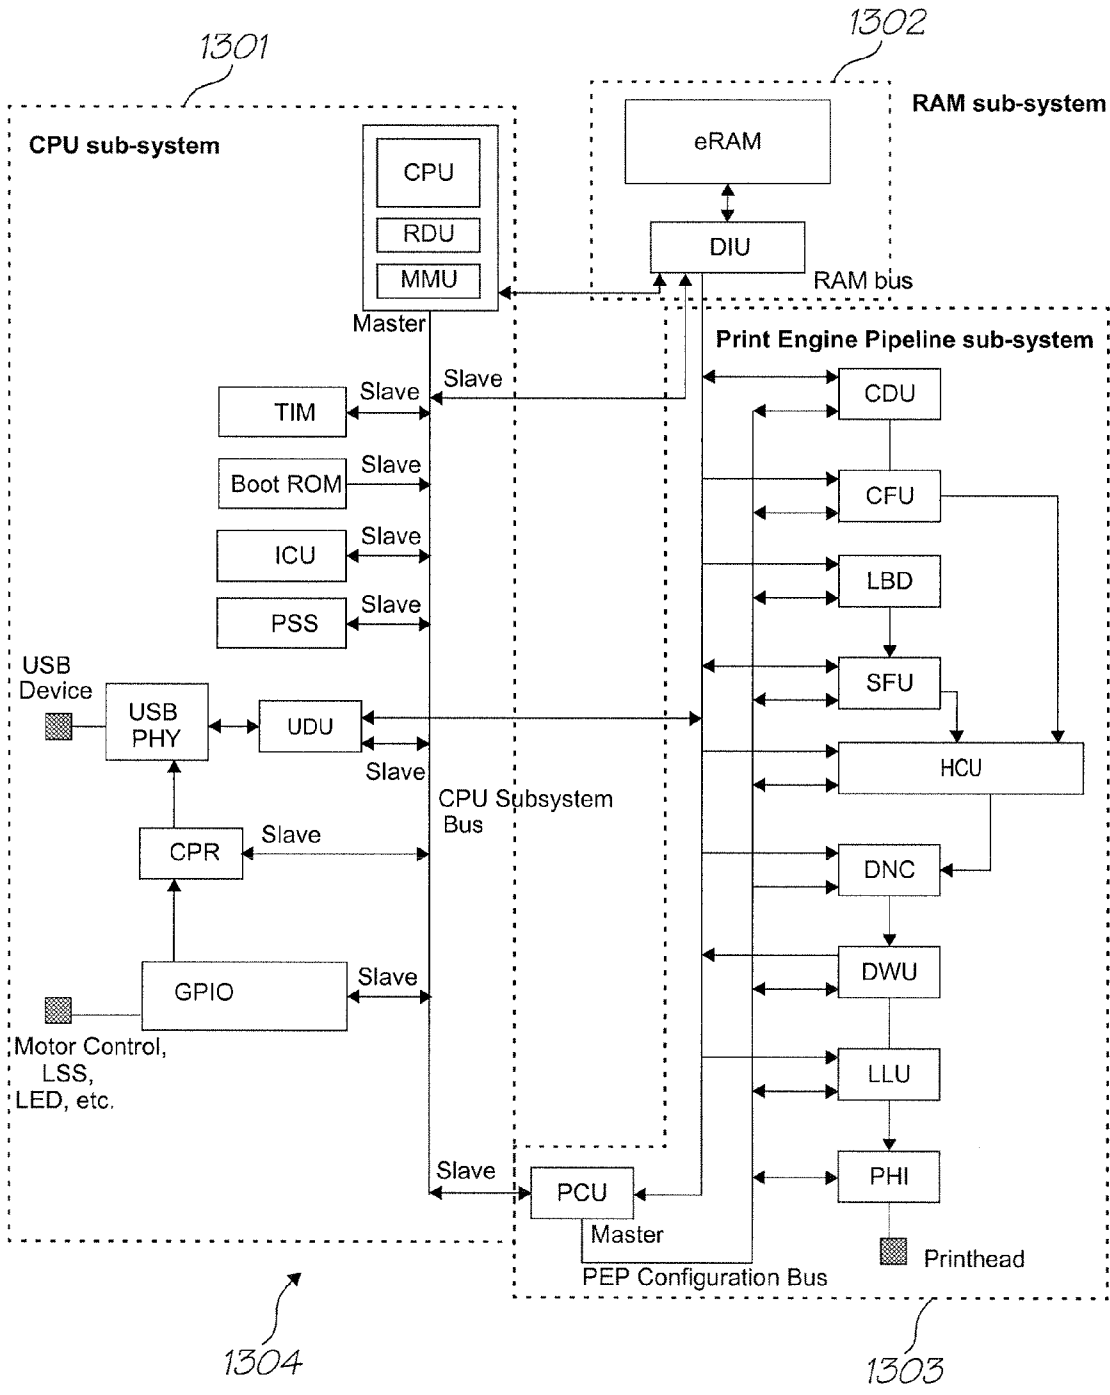 1301
1302
RAM sub-system
CPU sub-system
eRAM
CPU
RDU
MMU
DIU
RAM bus
Master
Print Engine Pipeline sub-system
Slave
Slave
TIM
CDU
Slave
Boot ROM
CFU
Slave
ICU
LBD
Slave
PSS
USB
Device
SFU
USB
PHY
UDU
Slave
HCU
CPU Subsystem
Bus
Slave
CPR
DNC
Slave
GPIO
DWU
Motor Control,
LSS,
LED, etc.
LLU
Slave
PCU
PHI
Master
PEP Configuration Bus
Printhead
1304
1303